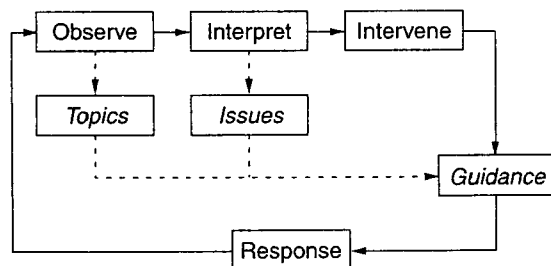 Observe
Interpret
Intervene
Topics
Issues
Guidance
Response